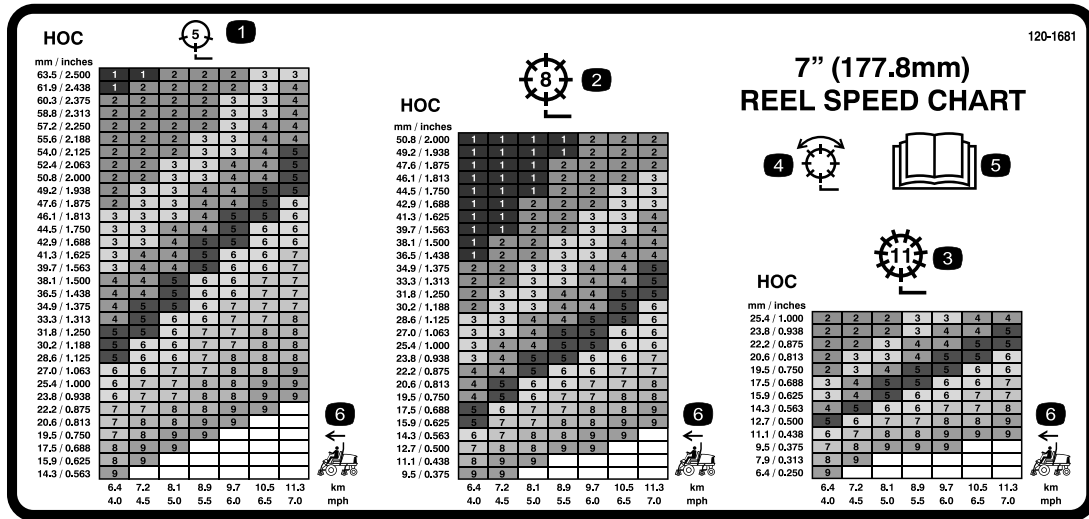 120-1681
7” (177.8mm)
REEL SPEED CHART
4
5
HOC
5
1
mm / inches
63.5 / 2.500 1 1 2 2 2 3 3
61.9 / 2.438 1 2 2 2 2 3 4
60.3 / 2.375 2 2 2 2 3 3 4
58.8 / 2.313 2 2 2 2 3 3 4
57.2 / 2.250 2 2 2 2 3 4 4
55.6 / 2.188 2 2 2 3 3 4 4
54.0 / 2.125 2 2 2 3 3 4 5
52.4 / 2.063 2 2 3 3 4 4 5
50.8 / 2.000 2 2 3 3 4 4 5
49.2 / 1.938 2 3 3 4 4 5 5
47.6 / 1.875 2 3 3 4 4 5 6
46.1 / 1.813 3 3 3 4 5 5 6
44.5 / 1.750 3 3 4 4 5 6 6
42.9 / 1.688 3 3 4 5 5 6 6
41.3 / 1.625 3 4 4 5 6 6 7
39.7 / 1.563 3 4 4 5 6 6 7
38.1 / 1.500 4 4 5 6 6 7 7
36.5 / 1.438 4 4 5 6 6 7 7
34.9 / 1.375 4 5 5 6 7 7 7
33.3 / 1.313 4 5 6 6 7 7 8
31.8 / 1.250 5 5 6 7 7 8 8
30.2 / 1.188 5 6 6 7 7 8 8
28.6 / 1.125 5 6 6 7 8 8 8
27.0 / 1.063 6 6 7 7 8 8 9
25.4 / 1.000 6 7 7 8 8 9 9
23.8 / 0.938 6 7 7 8 8 9 9
22.2 / 0.875 7 7 8 8 9 9
20.6 / 0.813 7 8 8 9 9
19.5 / 0.750 7 8 9 9
17.5 / 0.688 8 9 9
15.9 / 0.625 8 9
14.3 / 0.563 9
6.4 7.2 8.1 8.9 9.7 10.5 11.3 km
4.0 4.5 5.0 5.5 6.0 6.5 7.0 mph
6
HOC
8
2
mm / inches
50.8 / 2.000 1 1 1 1 2 2 2
49.2 / 1.938 1 1 1 1 2 2 2
47.6 / 1.875 1 1 1 2 2 2 2
46.1 / 1.813 1 1 1 2 2 2 3
44.5 / 1.750 1 1 1 2 2 3 3
42.9 / 1.688 1 1 2 2 2 3 3
41.3 / 1.625 1 1 2 2 3 3 4
39.7 / 1.563 1 1 2 2 3 3 4
38.1 / 1.500 1 2 2 3 3 4 4
36.5 / 1.438 1 2 2 3 3 4 4
34.9 / 1.375 2 2 3 3 4 4 5
33.3 / 1.313 2 2 3 3 4 4 5
31.8 / 1.250 2 3 3 4 4 5 5
30.2 / 1.188 2 3 3 4 4 5 6
28.6 / 1.125 3 3 4 4 5 5 6
27.0 / 1.063 3 3 4 5 5 6 6
25.4 / 1.000 3 4 4 5 5 6 6
23.8 / 0.938 3 4 5 5 6 6 7
22.2 / 0.875 4 4 5 6 6 7 7
20.6 / 0.813 4 5 6 6 7 7 8
19.5 / 0.750 4 5 6 7 7 8 8
17.5 / 0.688 5 6 7 7 8 8 9
15.9 / 0.625 5 7 7 8 8 9 9
14.3 / 0.563 6 7 8 8 9 9
12.7 / 0.500 7 8 9 9
11.1 / 0.438 8 9 9
9.5 / 0.375 9 9
6.4 7.2 8.1 8.9 9.7 10.5 11.3 km
4.0 4.5 5.0 5.5 6.0 6.5 7.0 mph
6
HOC
11
3
mm / inches
25.4 / 1.000 2 2 2 3 3 4 4
23.8 / 0.938 2 2 3 3 4 4 5
22.2 / 0.875 2 2 3 4 4 5 5
20.6 / 0.813 2 3 3 4 5 5 6
19.5 / 0.750 2 3 4 5 5 6 6
17.5 / 0.688 3 4 5 5 6 6 7
15.9 / 0.625 3 4 5 6 6 7 7
14.3 / 0.563 4 5 6 6 7 7 8
12.7 / 0.500 5 6 7 7 8 8 9
11.1 / 0.438 6 7 8 8 9 9 9
9.5 / 0.375 7 8 9 9
7.9 / 0.313 8 9
6.4 / 0.250 9
6.4 7.2 8.1 8.9 9.7 10.5 11.3 km
4.0 4.5 5.0 5.5 6.0 6.5 7.0 mph
6